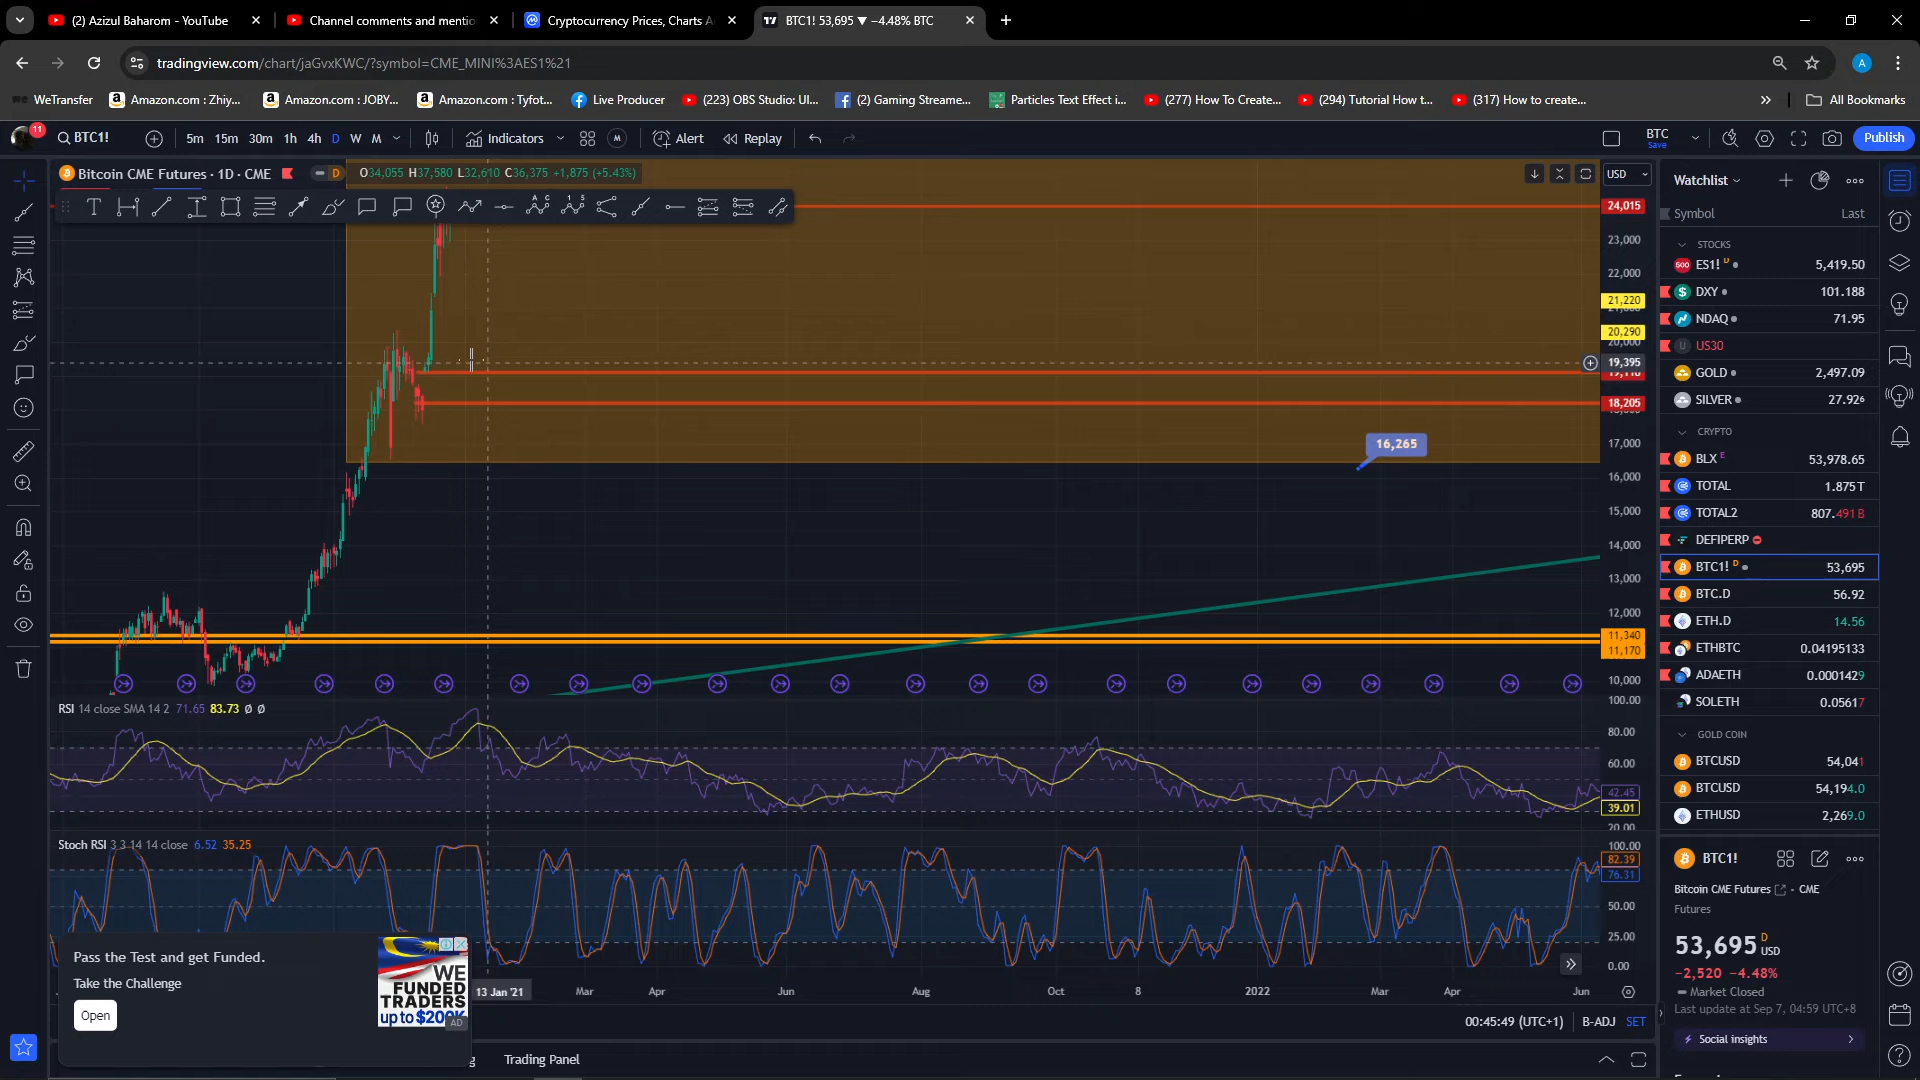 (2) Azizul Baharom - YouTube
Channel comments and mentio
Cryptocurrency Prices, Charts A
BTC1! 53,695 ▼ −4.48% BTC
tradingview.com/chart/jaGvxKWC/?symbol=CME_MINI%3AES1%21
A
WeTransfer
Amazon.com : Zhiy...
Amazon.com : JOBY...
Amazon.com : Tyfot...
Live Producer
(223) OBS Studio: Ul...
(2) Gaming Streame...
Particles Text Effect i...
(277) How To Create...
(294) Tutorial How t...
(317) How to create...
All Bookmarks
11
BTC1!
5m 15m 30m 1h 4h D W M
Indicators
M
Alert
Replay
BTC
Save
Publish
Bitcoin CME Futures · 1D · CME
D
O34,055 H37,580 L32,610 C36,375 +1,875 (+5.43%)
USD
24,015
23,000
22,000
21,220
20,290
20,000
19,395
18,205
17,000
16,265
16,000
15,000
14,000
13,000
12,000
11,340
11,170
10,000
RSI 14 close SMA 14 2 71.65 83.73 Ø Ø
100.00
80.00
60.00
42.45
39.01
20.00
Stoch RSI 3 3 14 14 close 6.52 35.25
100.00
82.39
76.31
50.00
25.00
0.00
Pass the Test and get Funded.
Take the Challenge
Open
WE
FUNDED
TRADERS
up to $200K
AD
13 Jan '21
Mar
Apr
Jun
Aug
Oct
8
2022
Mar
Apr
Jun
00:45:49 (UTC+1)
B-ADJ
SET
Trading Panel
Watchlist
Symbol
Last
STOCKS
500 ES1! D 5,419.50
DXY 101.188
NDAQ 71.95
U US30
GOLD 2,497.09
SILVER 27.926
CRYPTO
BLX E 53,978.65
TOTAL 1.875T
TOTAL2 807.491B
DEFIPERP
BTC1! D 53,695
BTC.D 56.92
ETH.D 14.56
ETHBTC 0.04195133
ADAETH 0.0001429
SOLETH 0.05617
GOLD COIN
BTCUSD 54,041
BTCUSD 54,194.0
ETHUSD 2,269.0
BTC1!
Bitcoin CME Futures · CME
Futures
53,695 D USD
−2,520 −4.48%
Market Closed
Last update at Sep 7, 04:59 UTC+8
Social insights